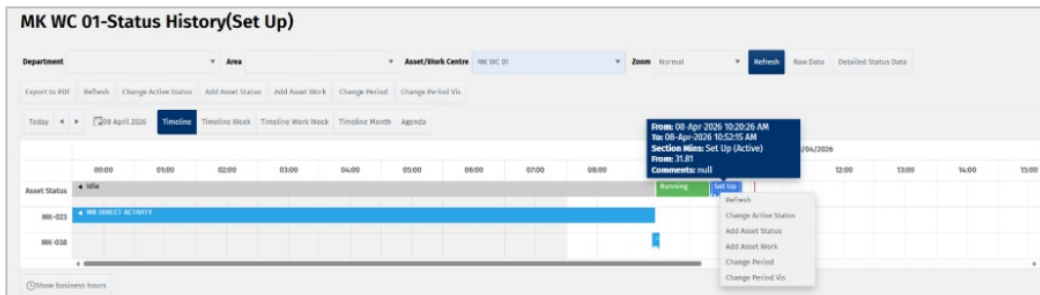 MK WC 01-Status History(Set Up)
Department Area Asset/Work Centre MK WC 01 Zoom Normal Refresh Raw Data Detailed Status Data
Export to PDF Refresh Change Active Status Add Asset Status Add Asset Work Change Period Change Period Vis
Today 08 April 2026 Timeline Timeline Week Timeline Work Week Timeline Month Agenda
From: 08-Apr-2026 10:20:26 AM
To: 08-Apr-2026 10:52:15 AM
Section Mins: Set Up (Active)
From: 31.81
Comments: null
/04/2026
00:00 01:00 02:00 03:00 04:00 05:00 06:00 07:00 08:00 12:00 13:00 14:00 15:00
Asset Status Idle Running Set Up
MK-023 MK DIRECT ACTIVITY
MK-038
Refresh
Change Active Status
Add Asset Status
Add Asset Work
Change Period
Change Period Vis
Show business hours